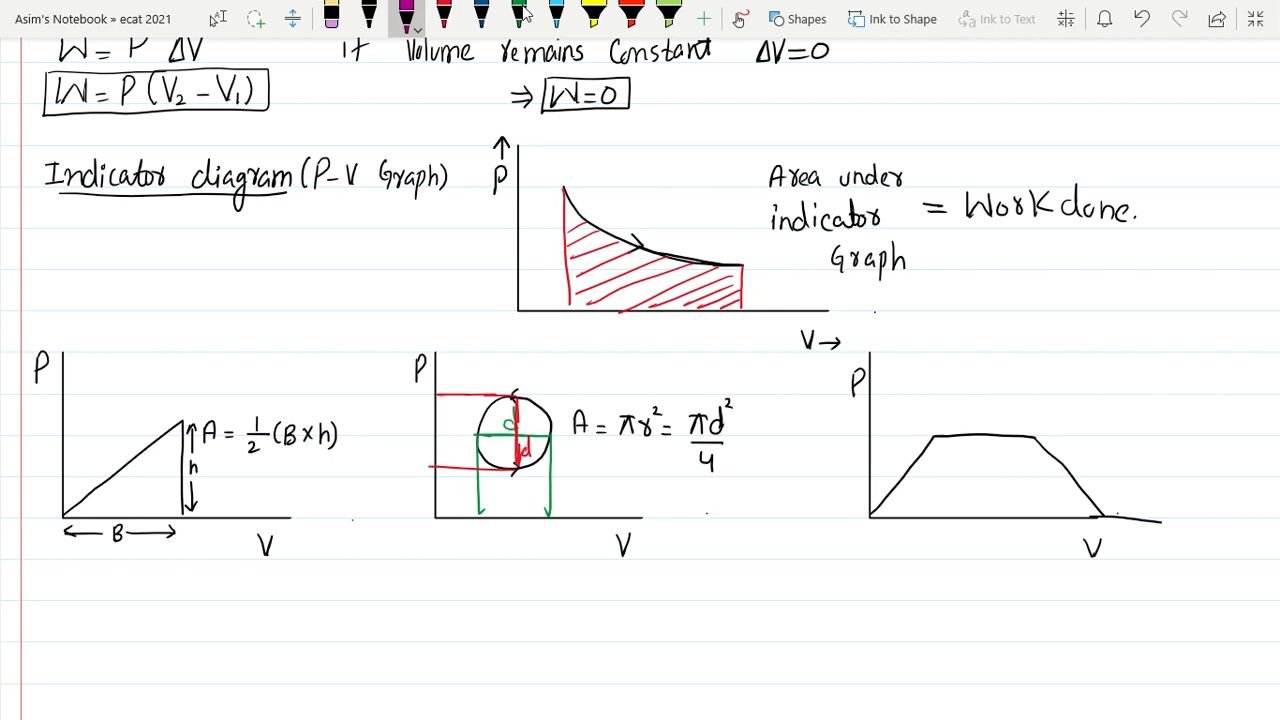 Asim's Notebook » ecat 2021
Shapes
Ink to Shape
Ink to Text
W = P ΔV
If Volume remains Constant ΔV=0
W = P (V₂ – V₁)
⇒ W=0
Indicator diagram (P-V Graph)
P
V →
Area under
indicator
Graph
= Work done.
P
A = 1/2 (B×h)
h
B
V
P
d
d
A = πr² = πd²/4
V
P
V